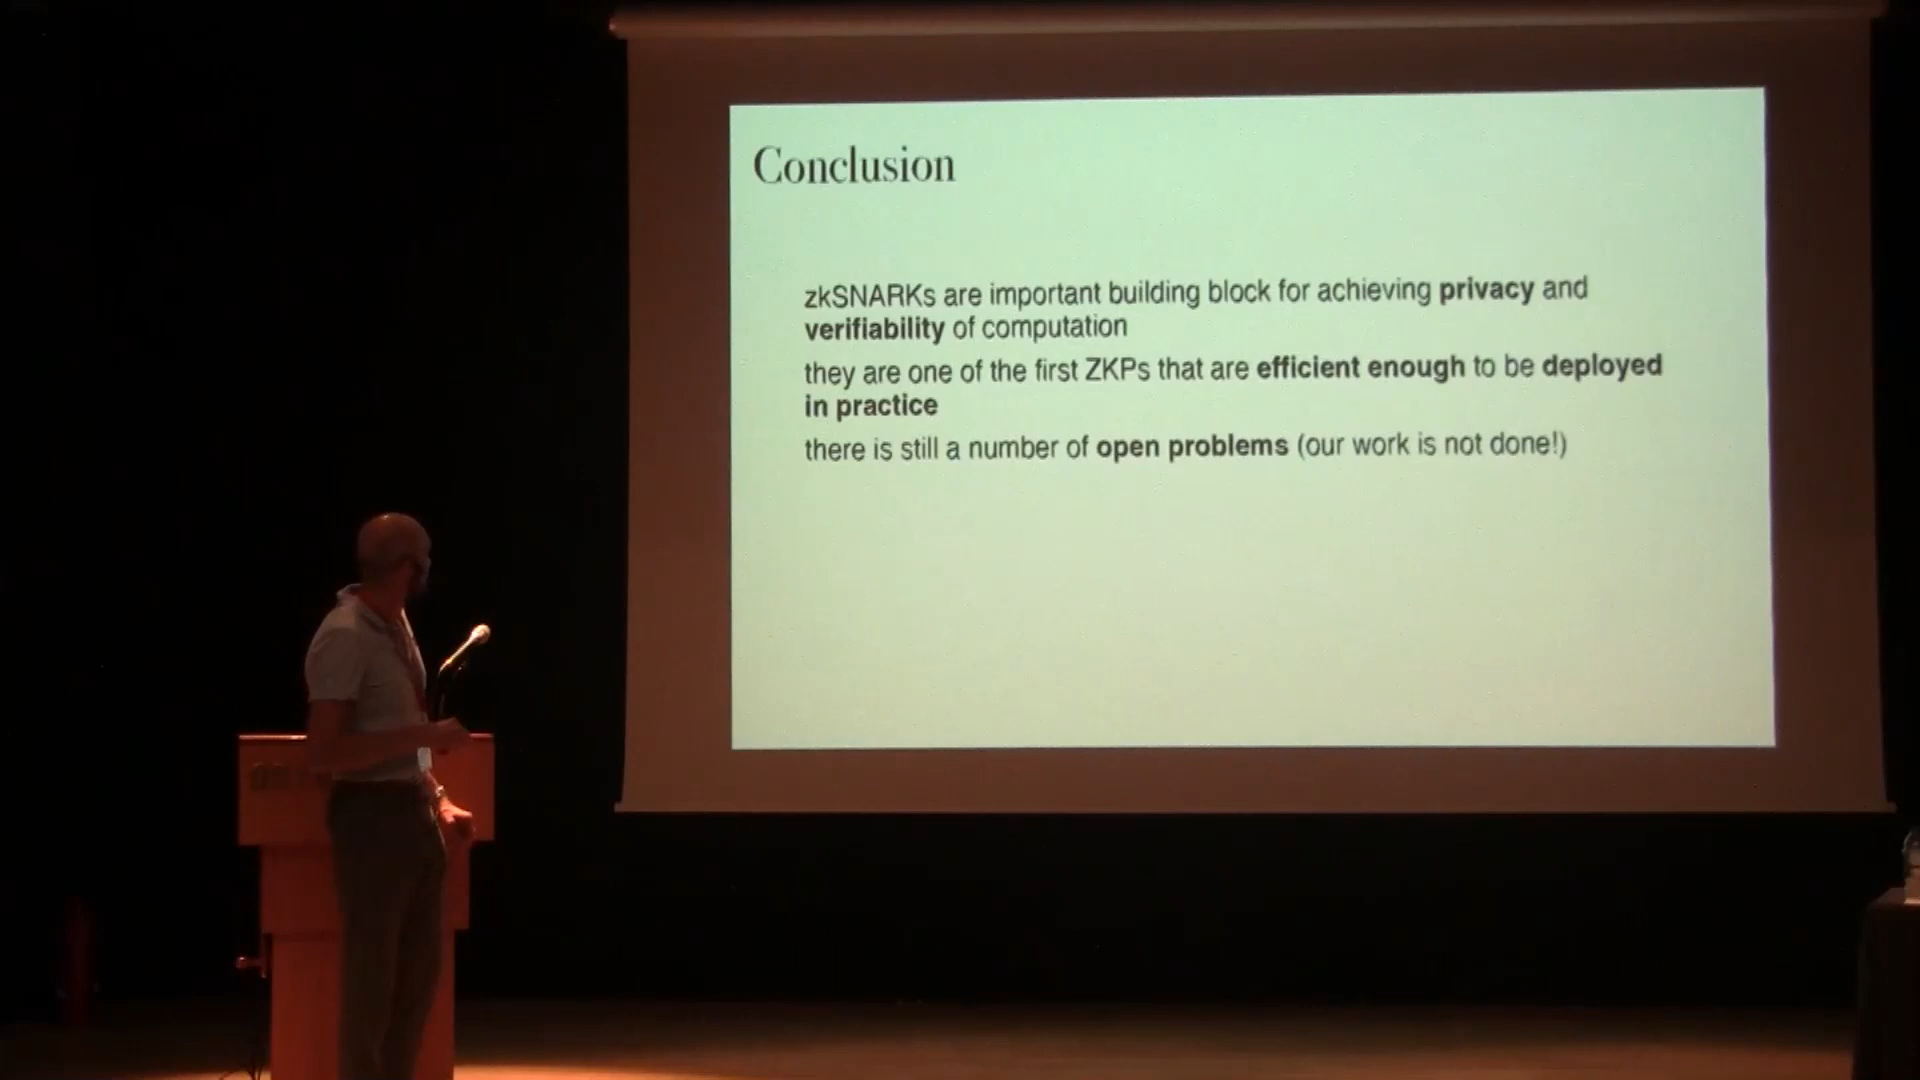 Conclusion
zkSNARKs are important building block for achieving privacy and
verifiability of computation
they are one of the first ZKPs that are efficient enough to be deployed
in practice
there is still a number of open problems (our work is not done!)